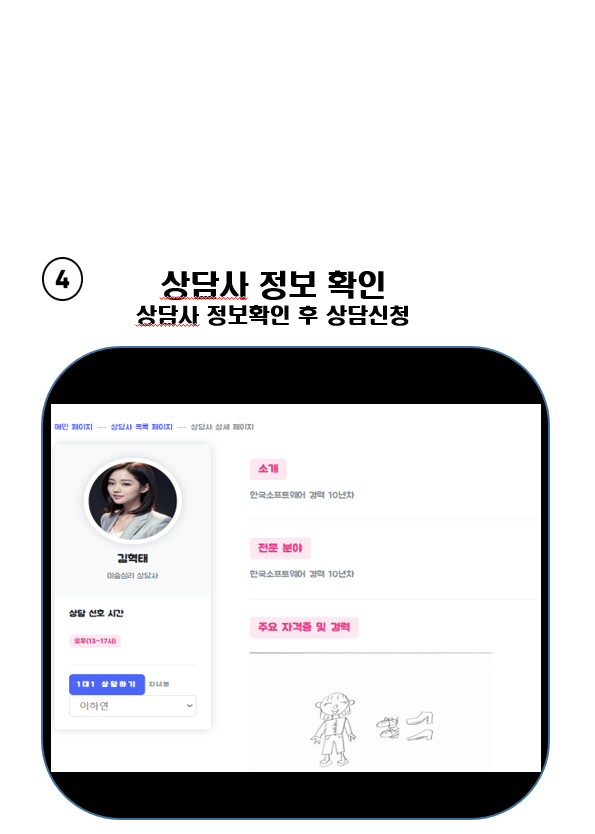 4
상담사 정보 확인
상담사 정보확인 후 상담신청
메인 페이지 — 상담사 목록 페이지 — 상담사 상세 페이지
김혁태
미술심리 상담사
상담 선호 시간
오후(13~17시)
1대1 상담하기 자녀분
이하연
소개
한국소프트웨어 경력 10년차
전문 분야
한국소프트웨어 경력 10년차
주요 자격증 및 경력